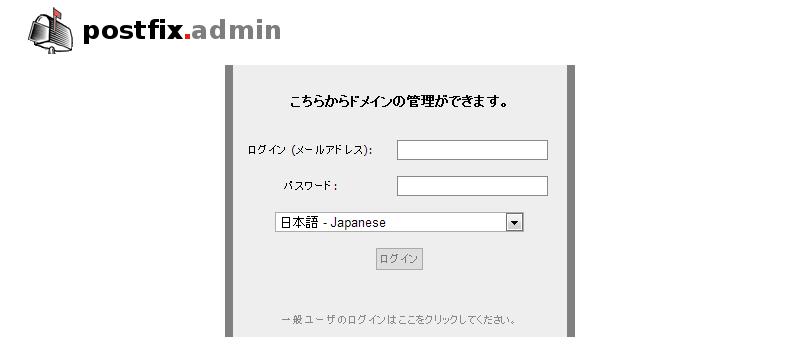 postfix.admin
こちらからドメインの管理ができます。
ログイン (メールアドレス):
パスワード:
日本語 - Japanese
ログイン
一般ユーザのログインはここをクリックしてください。